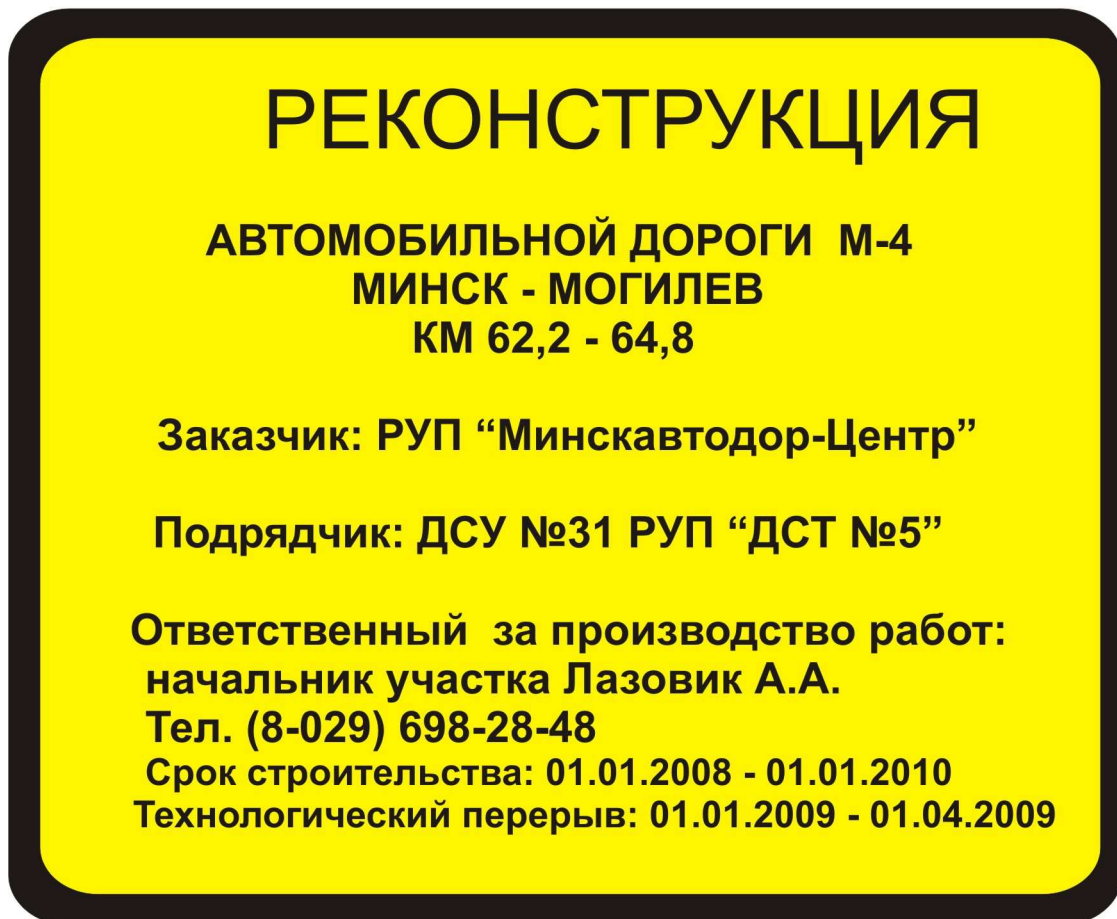 РЕКОНСТРУКЦИЯ
АВТОМОБИЛЬНОЙ ДОРОГИ М-4
МИНСК - МОГИЛЕВ
КМ 62,2 - 64,8
Заказчик: РУП “Минскавтодор-Центр”
Подрядчик: ДСУ №31 РУП “ДСТ №5”
Ответственный за производство работ:
начальник участка Лазовик А.А.
Тел. (8-029) 698-28-48
Срок строительства: 01.01.2008 - 01.01.2010
Технологический перерыв: 01.01.2009 - 01.04.2009